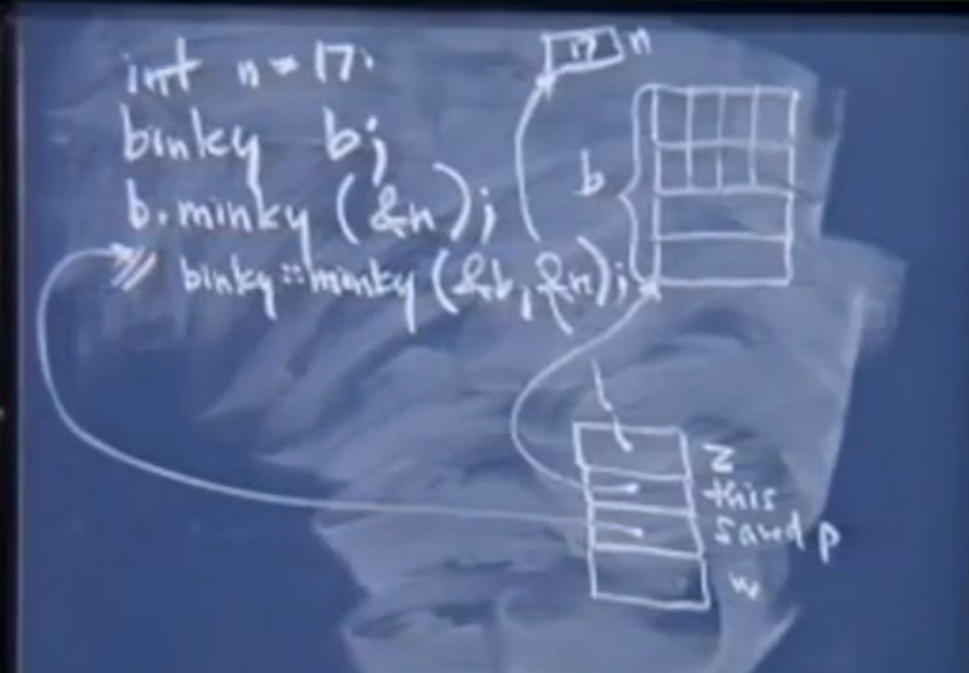 int n = 17;
binky b;
b.minky (&n);
// binky::minky (&b, &n);
17 n
b
z
this
saved p
w